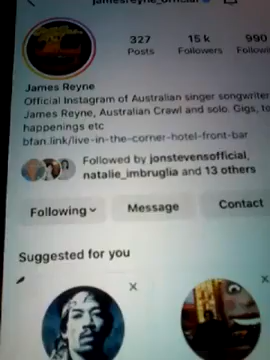 jamesreyne_official
327 15 k 990
Posts Followers
James Reyne
Official Instagram of Australian singer songwriter
James Reyne, Australian Crawl and solo. Gigs, to
happenings etc
bfan.link/live-in-the-corner-hotel-front-bar
Followed by jonstevensofficial,
natalie_imbruglia and 13 others
Following Message Contact
Suggested for you